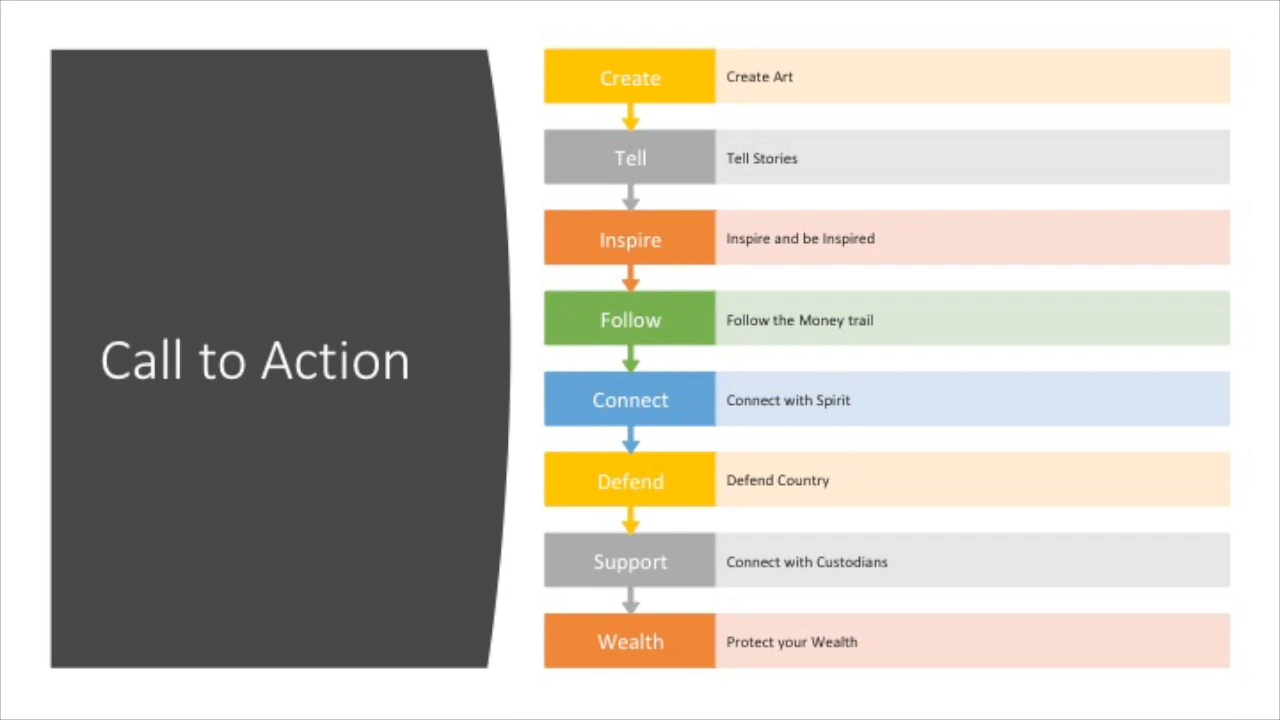 Call to Action
Create
Create Art
Tell
Tell Stories
Inspire
Inspire and be Inspired
Follow
Follow the Money trail
Connect
Connect with Spirit
Defend
Defend Country
Support
Connect with Custodians
Wealth
Protect your Wealth